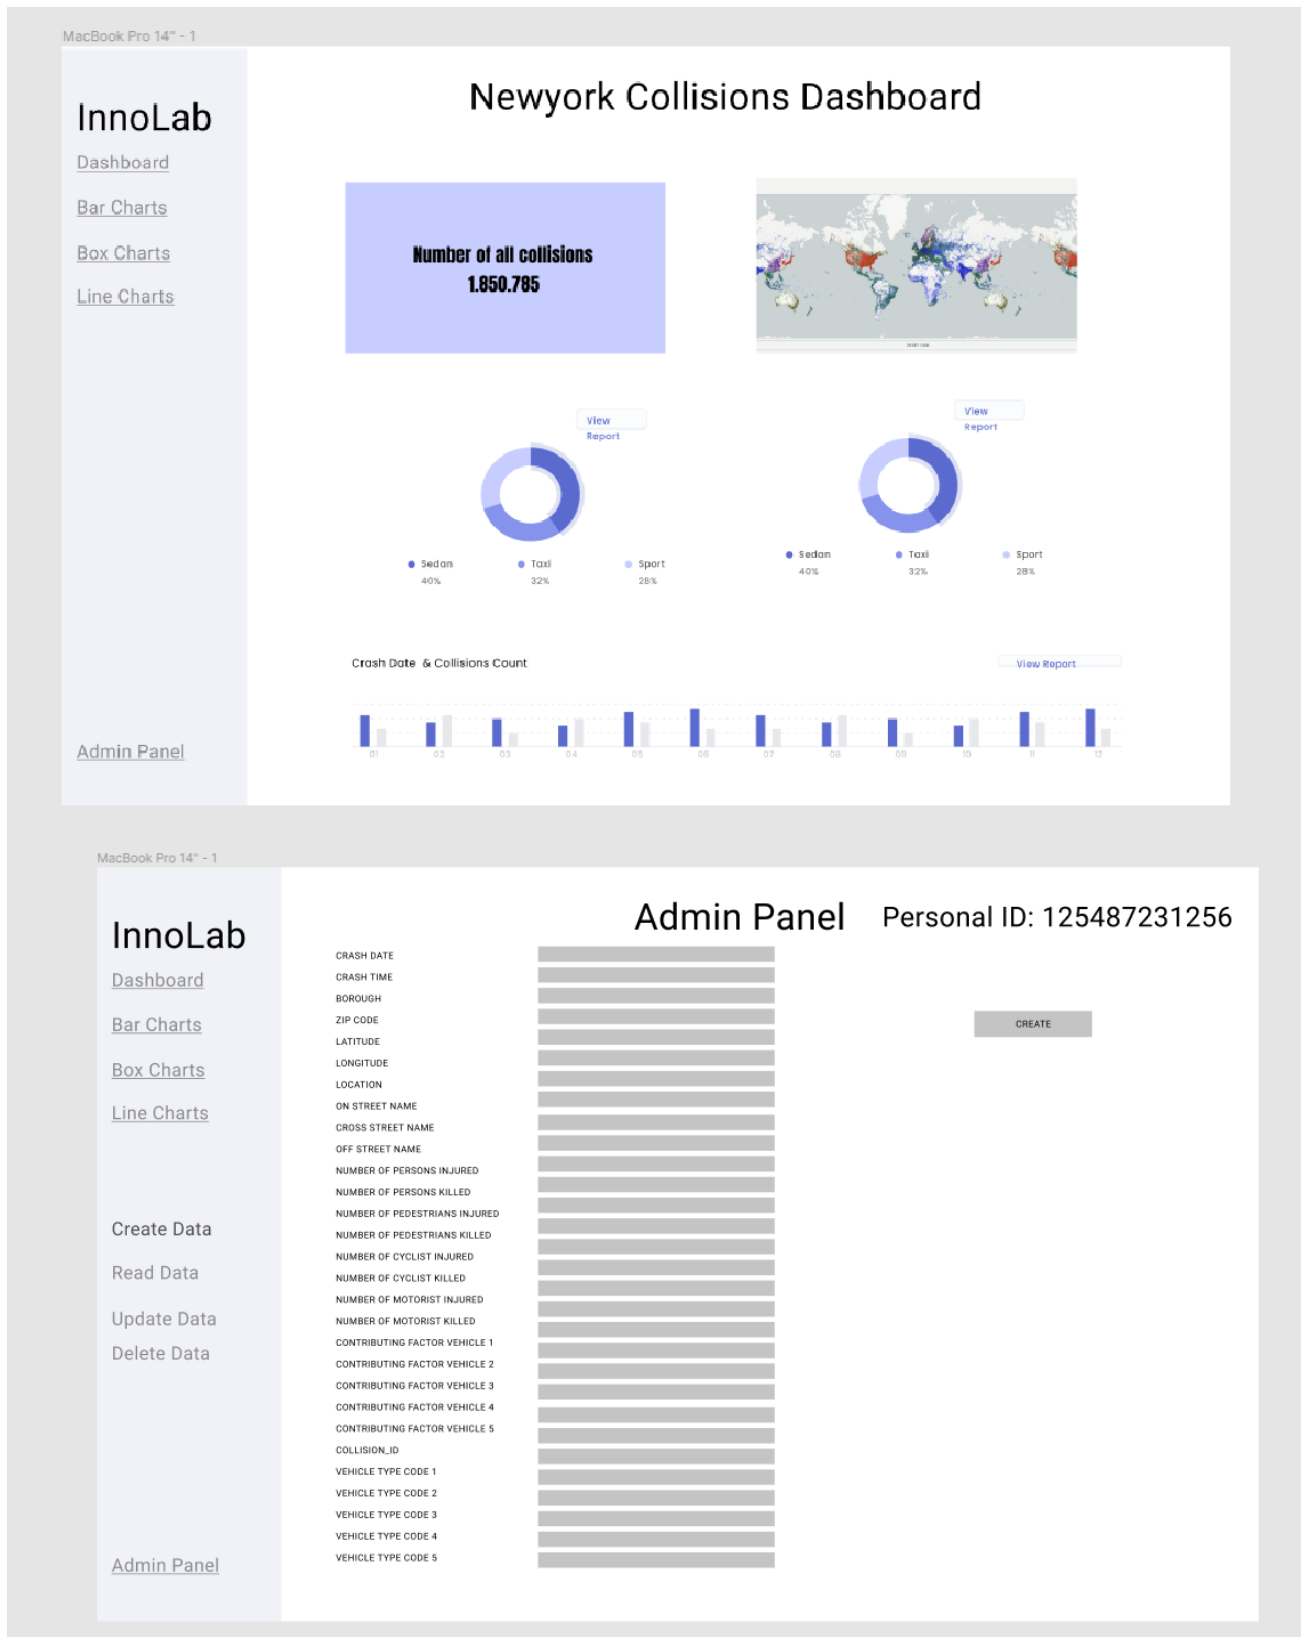 MacBook Pro 14" - 1
InnoLab
Dashboard
Bar Charts
Box Charts
Line Charts
Admin Panel
Newyork Collisions Dashboard
Number of all collisions
1.850.785
View
Report
Sedan
40%
Taxii
32%
Sport
28%
View
Report
Sedan
40%
Taxii
32%
Sport
28%
Crash Date & Collisions Count
View Report
01 02 03 04 05 06 07 08 09 10 11 12
MacBook Pro 14" - 1
InnoLab
Dashboard
Bar Charts
Box Charts
Line Charts
Create Data
Read Data
Update Data
Delete Data
Admin Panel
Admin Panel
Personal ID: 125487231256
CRASH DATE
CRASH TIME
BOROUGH
ZIP CODE
LATITUDE
LONGITUDE
LOCATION
ON STREET NAME
CROSS STREET NAME
OFF STREET NAME
NUMBER OF PERSONS INJURED
NUMBER OF PERSONS KILLED
NUMBER OF PEDESTRIANS INJURED
NUMBER OF PEDESTRIANS KILLED
NUMBER OF CYCLIST INJURED
NUMBER OF CYCLIST KILLED
NUMBER OF MOTORIST INJURED
NUMBER OF MOTORIST KILLED
CONTRIBUTING FACTOR VEHICLE 1
CONTRIBUTING FACTOR VEHICLE 2
CONTRIBUTING FACTOR VEHICLE 3
CONTRIBUTING FACTOR VEHICLE 4
CONTRIBUTING FACTOR VEHICLE 5
COLLISION_ID
VEHICLE TYPE CODE 1
VEHICLE TYPE CODE 2
VEHICLE TYPE CODE 3
VEHICLE TYPE CODE 4
VEHICLE TYPE CODE 5
CREATE